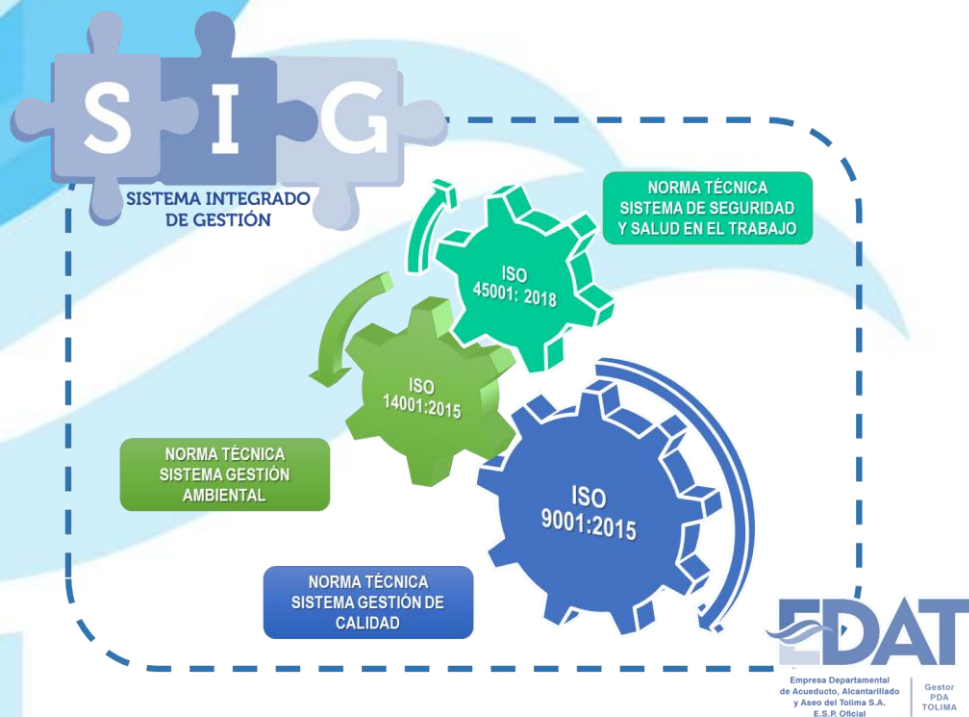 SIG
SISTEMA INTEGRADO
DE GESTIÓN
NORMA TÉCNICA
SISTEMA DE SEGURIDAD
Y SALUD EN EL TRABAJO
ISO
45001: 2018
ISO
14001:2015
NORMA TÉCNICA
SISTEMA GESTIÓN
AMBIENTAL
ISO
9001:2015
NORMA TÉCNICA
SISTEMA GESTIÓN DE
CALIDAD
EDAT
Empresa Departamental
de Acueducto, Alcantarillado
y Aseo del Tolima S.A.
E.S.P. Oficial
Gestor
PDA
TOLIMA